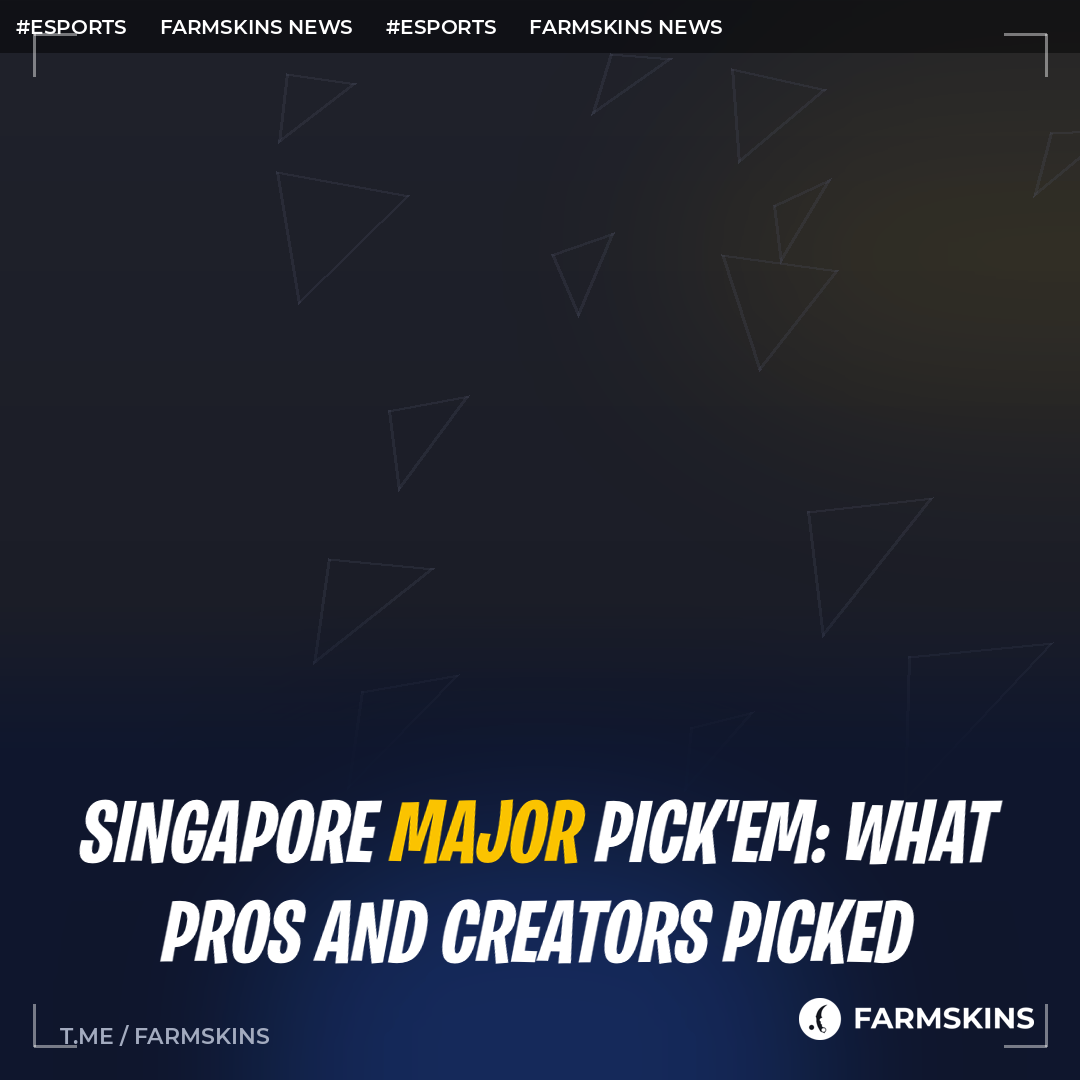 #ESPORTS FARMSKINS NEWS #ESPORTS FARMSKINS NEWS
SINGAPORE MAJOR PICK'EM: WHAT
PROS AND CREATORS PICKED
T.ME / FARMSKINS
FARMSKINS